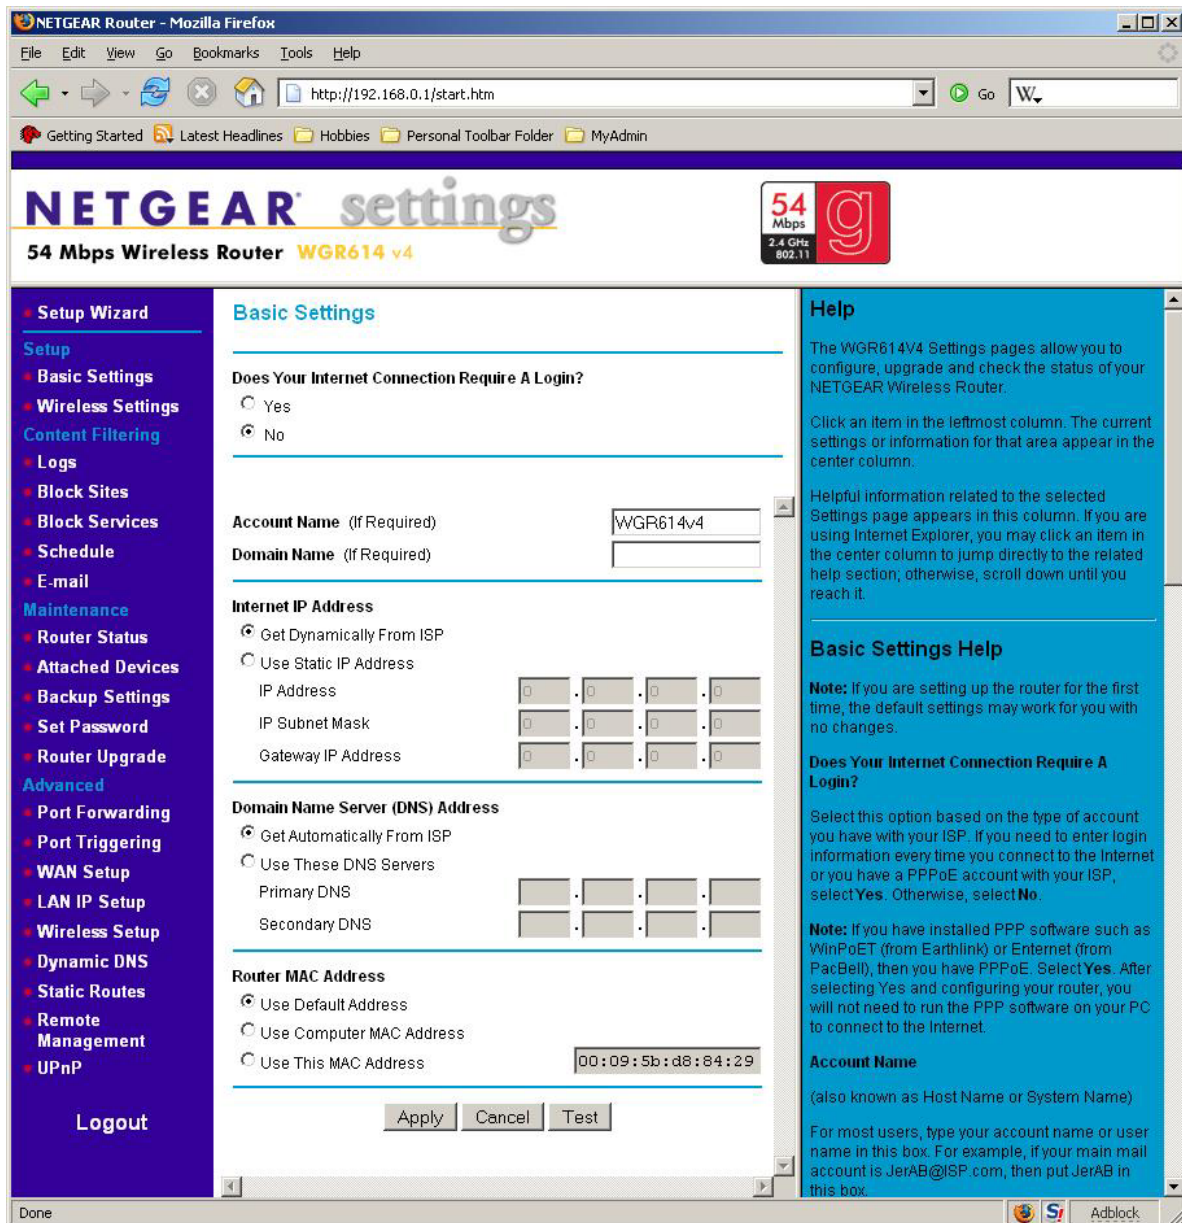 NETGEAR Router - Mozilla Firefox
File Edit View Go Bookmarks Tools Help
http://192.168.0.1/start.htm Go W
Getting Started Latest Headlines Hobbies Personal Toolbar Folder MyAdmin
NETGEAR settings
54 Mbps Wireless Router WGR614 v4
54 Mbps
2.4 GHz
802.11
g
Setup Wizard
Setup
Basic Settings
Wireless Settings
Content Filtering
Logs
Block Sites
Block Services
Schedule
E-mail
Maintenance
Router Status
Attached Devices
Backup Settings
Set Password
Router Upgrade
Advanced
Port Forwarding
Port Triggering
WAN Setup
LAN IP Setup
Wireless Setup
Dynamic DNS
Static Routes
Remote
Management
UPnP
Logout
Basic Settings
Does Your Internet Connection Require A Login?
Yes
No
Account Name (If Required) WGR614v4
Domain Name (If Required)
Internet IP Address
Get Dynamically From ISP
Use Static IP Address
IP Address 0 . 0 . 0 . 0
IP Subnet Mask 0 . 0 . 0 . 0
Gateway IP Address 0 . 0 . 0 . 0
Domain Name Server (DNS) Address
Get Automatically From ISP
Use These DNS Servers
Primary DNS . . .
Secondary DNS . . .
Router MAC Address
Use Default Address
Use Computer MAC Address
Use This MAC Address 00:09:5b:d8:84:29
Apply Cancel Test
Help
The WGR614V4 Settings pages allow you to
configure, upgrade and check the status of your
NETGEAR Wireless Router.
Click an item in the leftmost column. The current
settings or information for that area appear in the
center column.
Helpful information related to the selected
Settings page appears in this column. If you are
using Internet Explorer, you may click an item in
the center column to jump directly to the related
help section; otherwise, scroll down until you
reach it.
Basic Settings Help
Note: If you are setting up the router for the first
time, the default settings may work for you with
no changes.
Does Your Internet Connection Require A
Login?
Select this option based on the type of account
you have with your ISP. If you need to enter login
information every time you connect to the Internet
or you have a PPPoE account with your ISP,
select Yes. Otherwise, select No.
Note: If you have installed PPP software such as
WinPoET (from Earthlink) or Enternet (from
PacBell), then you have PPPoE. Select Yes. After
selecting Yes and configuring your router, you
will not need to run the PPP software on your PC
to connect to the Internet.
Account Name
(also known as Host Name or System Name)
For most users, type your account name or user
name in this box. For example, if your main mail
account is JerAB@ISP.com, then put JerAB in
this box.
Done Adblock